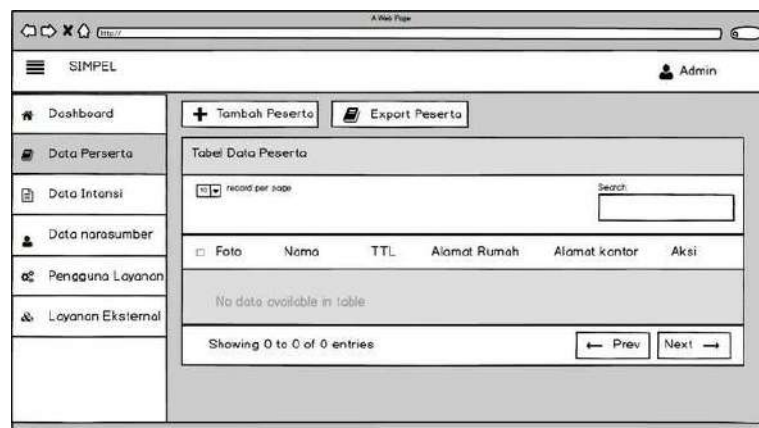 A Web Page
http://
SIMPEL
Admin
Dashboard
Data Perserta
Data Intansi
Data narasumber
Pengguna Layanan
Layanan Eksternal
Tambah Peserta
Export Peserta
Tabel Data Peserta
10 record per page
Search
Foto Nama TTL Alamat Rumah Alamat kantor Aksi
No data available in table
Showing 0 to 0 of 0 entries
Prev Next